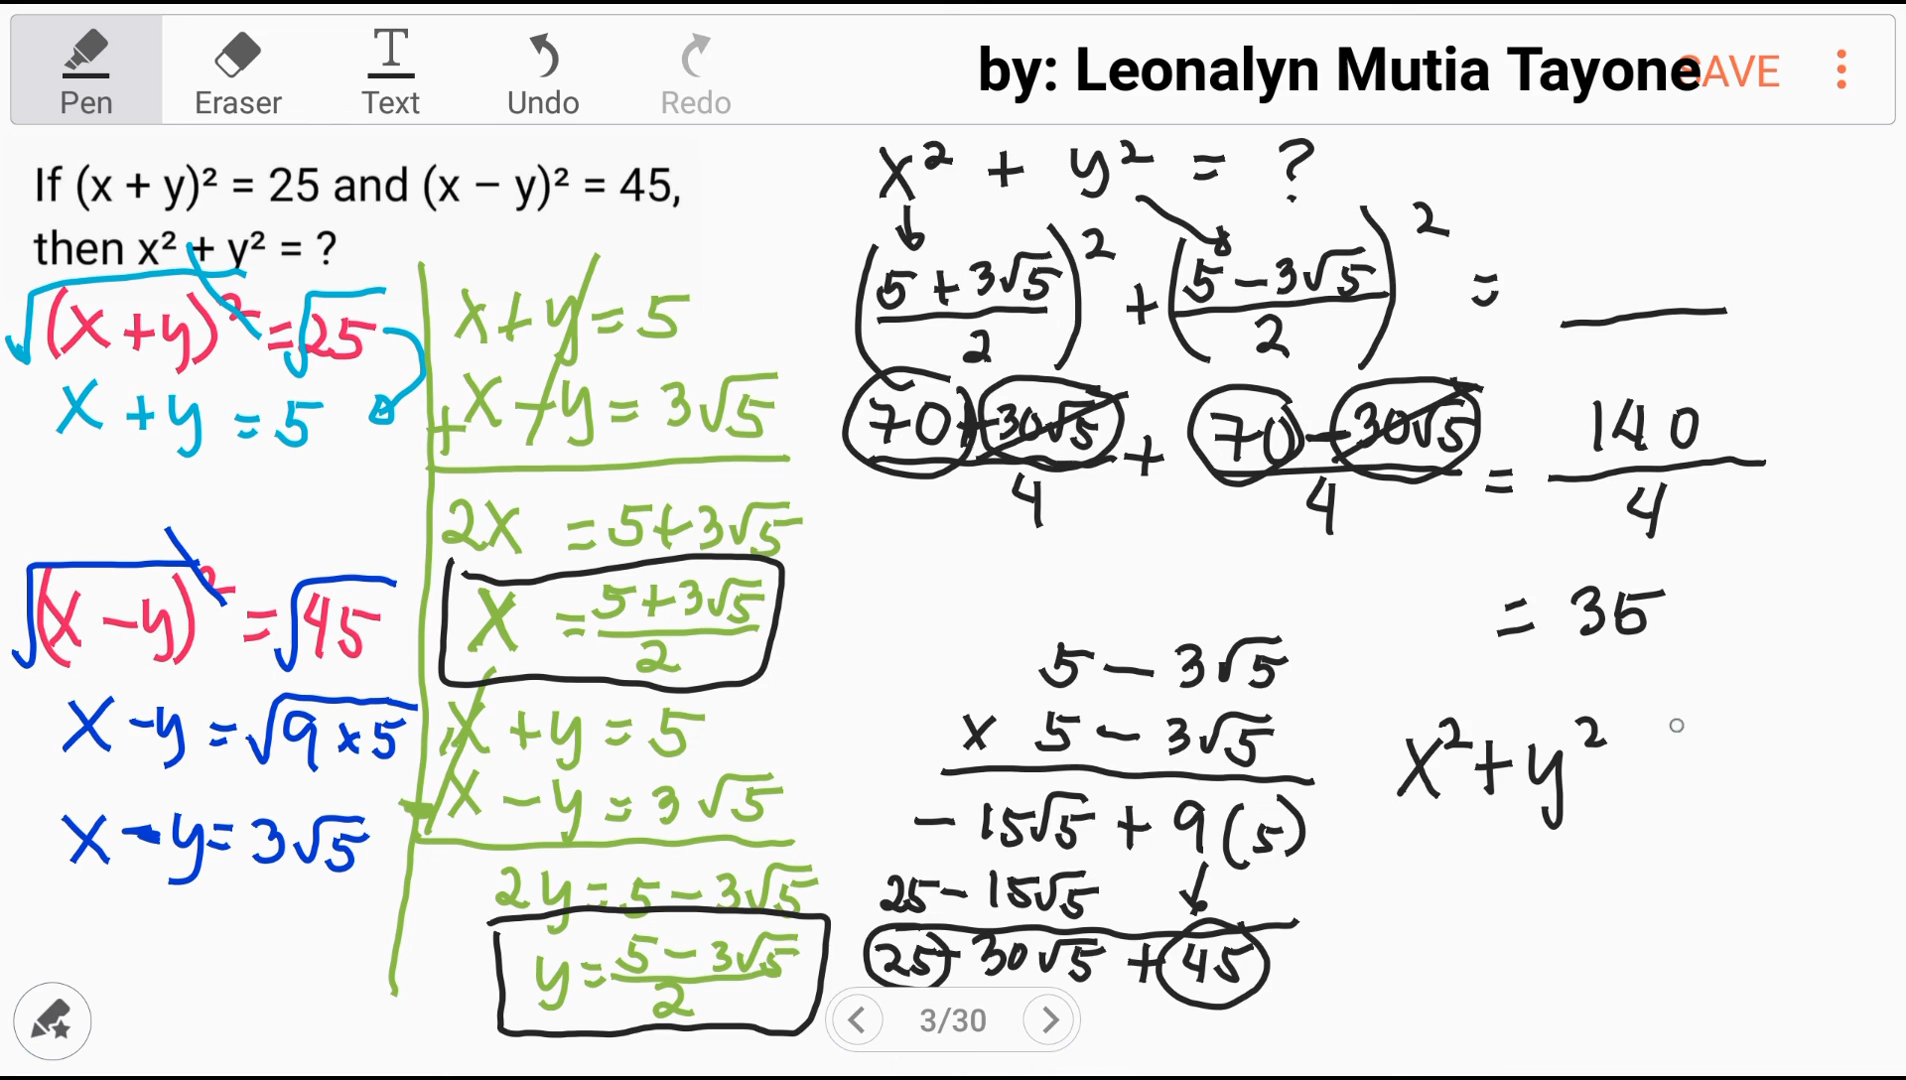 Pen
Eraser
Text
Undo
Redo
by: Leonalyn Mutia Tayone
SAVE
If (x + y)² = 25 and (x − y)² = 45,
then x² + y² = ?
√(x+y)² = √25
x + y = 5
√(x − y)² = √45
x − y = √9 × 5
x − y = 3√5
x + y = 5
+ x − y = 3√5
2x = 5 + 3√5
x = (5 + 3√5)/2
x + y = 5
− x − y = 3√5
2y = 5 − 3√5
y = (5 − 3√5)/2
x² + y² = ?
((5 + 3√5)/2)² + ((5 − 3√5)/2)² = ___
(70 + 30√5)/4 + (70 − 30√5)/4 = 140/4
= 35
5 − 3√5
x 5 − 3√5
− 15√5 + 9(5)
25 − 15√5
25 − 30√5 + 45
x² + y²
3/30